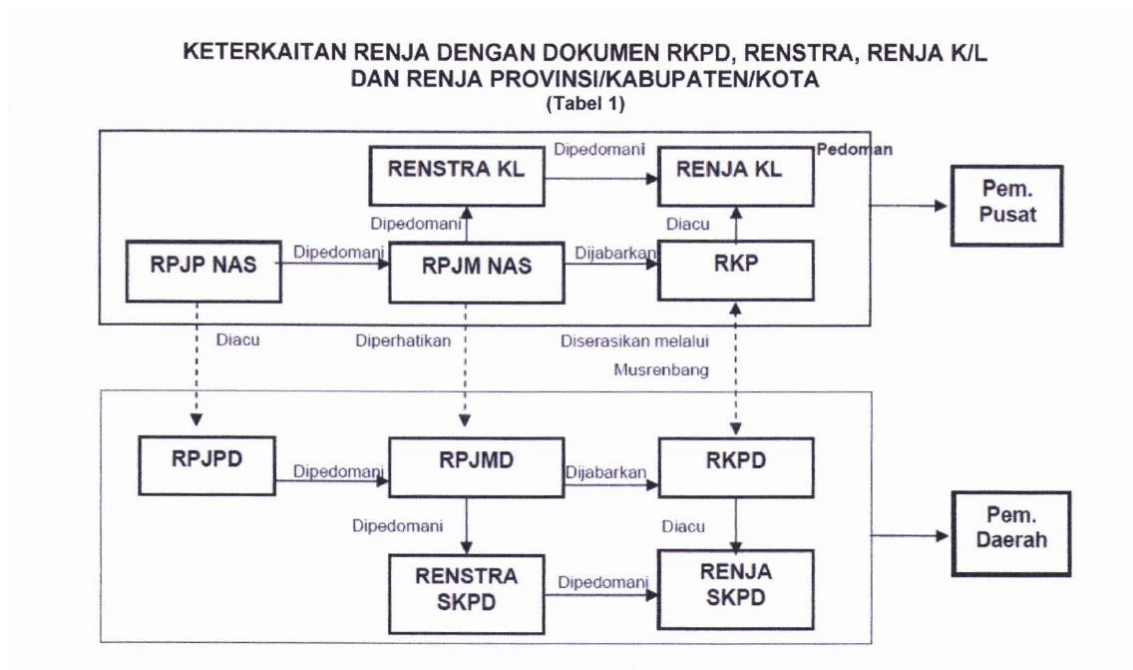 KETERKAITAN RENJA DENGAN DOKUMEN RKPD, RENSTRA, RENJA K/L
DAN RENJA PROVINSI/KABUPATEN/KOTA
(Tabel 1)
RENSTRA KL
Dipedomani
RENJA KL
Pedoman
Pem.
Pusat
Dipedomani
Diacu
RPJP NAS
Dipedomani
RPJM NAS
Dijabarkan
RKP
Diacu
Diperhatikan
Diserasikan melalui
Musrenbang
RPJPD
Dipedomani
RPJMD
Dijabarkan
RKPD
Dipedomani
Diacu
Pem.
Daerah
RENSTRA
SKPD
Dipedomani
RENJA
SKPD